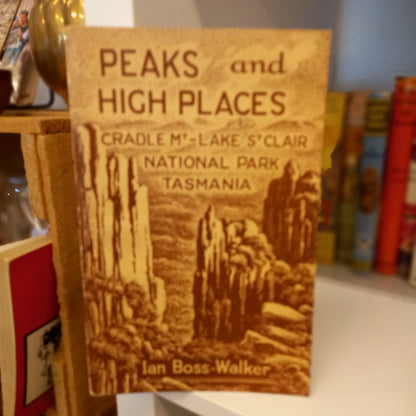 PEAKS and
HIGH PLACES
CRADLE Mᵀ-LAKE Sᵀ CLAIR
NATIONAL PARK
TASMANIA
Ian Boss-Walker